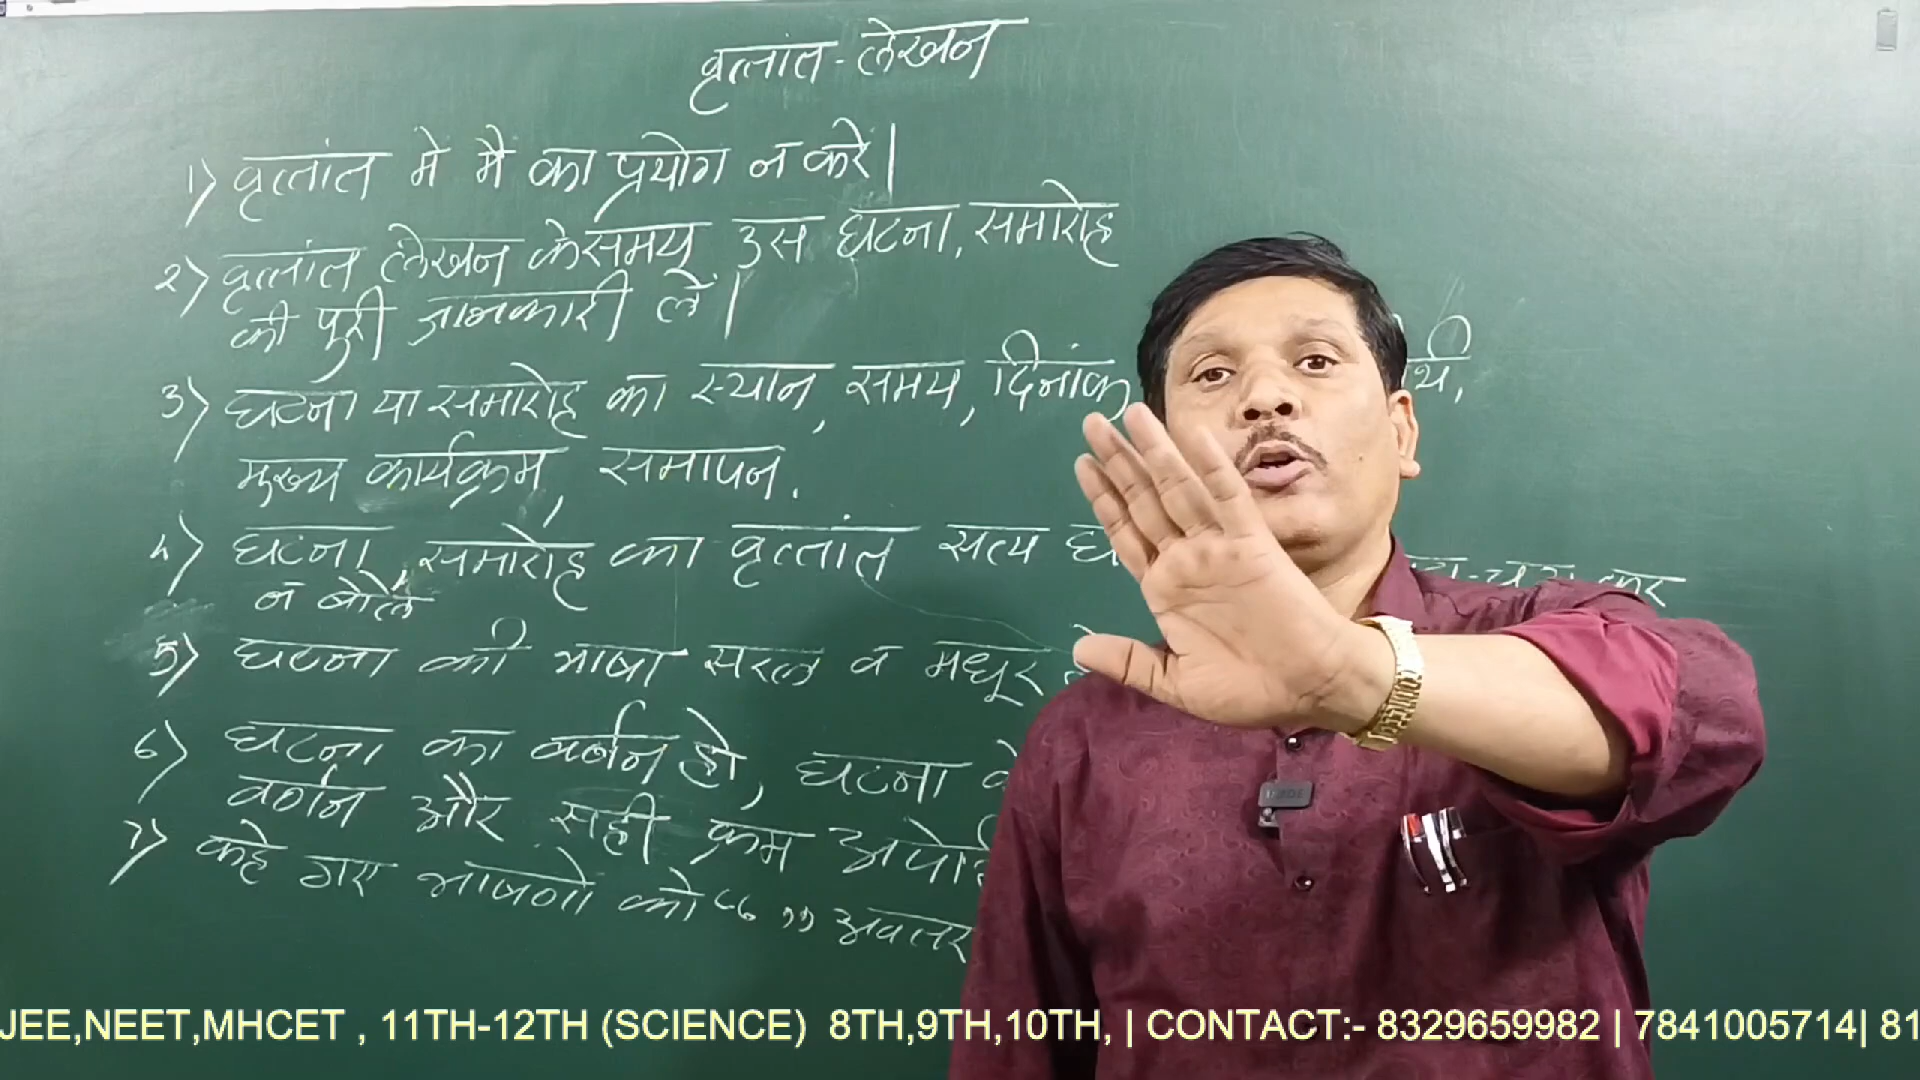 वृत्तांत-लेखन
1) वृत्तांत मे मै का प्रयोग न करे|
2) वृत्तांत लेखन के समय उस घटना, समारोह
की पुरी जानकारी लें|
3) घटना या समारोह का स्थान, समय, दिनांक
मुख्य कार्यक्रम, समापन.
4) घटना, समारोह का वृत्तांत सत्य कर
न बोले
5) घटना की भाषा सरल व मधूर
6) घटना का वर्णन हो, घटना
वर्णन और सही क्रम
7) कहे गए भाषणो को “ ”
JEE,NEET,MHCET , 11TH-12TH (SCIENCE) 8TH,9TH,10TH, | CONTACT:- 8329659982 | 7841005714| 81